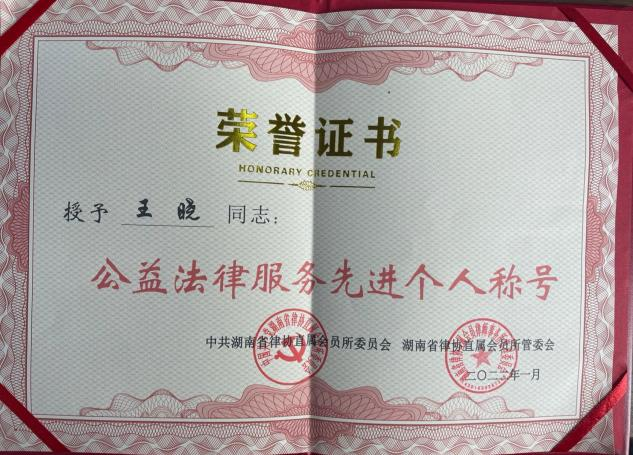 荣誉证书
HONORARY CREDENTIAL
授予 王晓 同志：
公益法律服务先进个人称号
中共湖南省律协直属会员所委员会 湖南省律协直属会员所管委会
二〇二二年一月